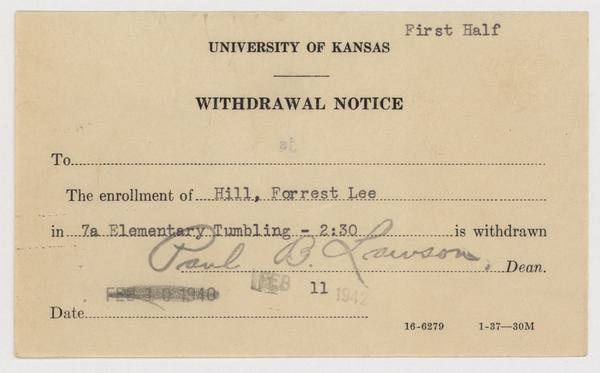 First Half
UNIVERSITY OF KANSAS
WITHDRAWAL NOTICE
To
The enrollment of Hill, Forrest Lee
in 7a Elementary Tumbling - 2:30 is withdrawn
Paul B. Lawson, Dean.
FEB 10 1940 FEB 11 1942
Date
16-6279 1-37—30M